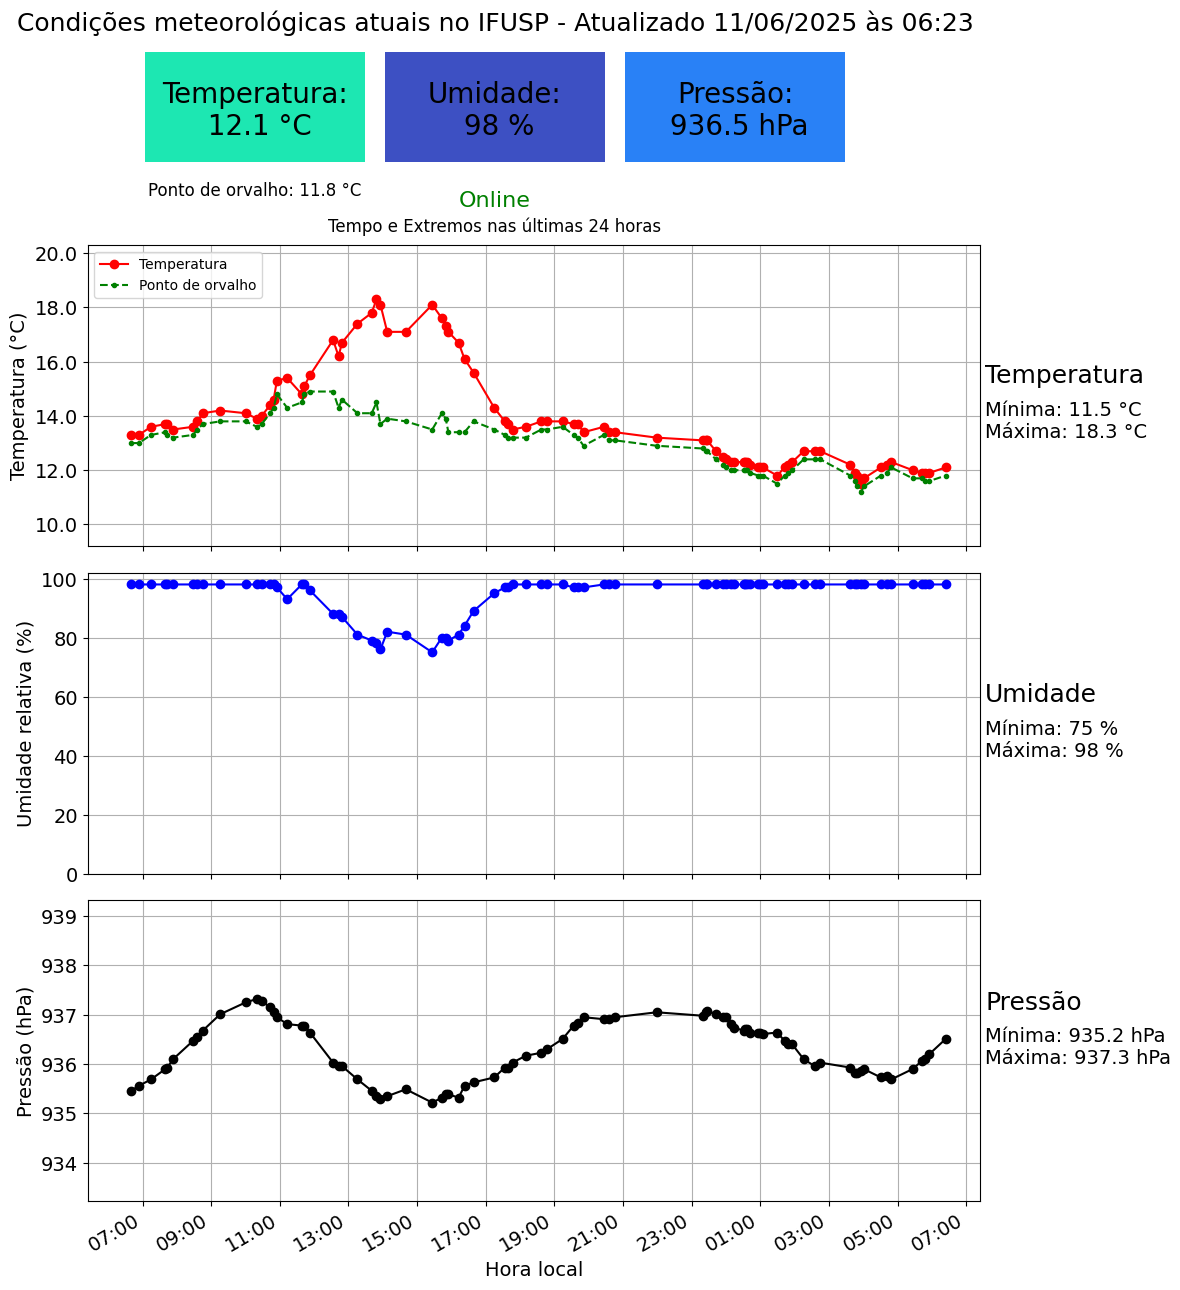 Condições meteorológicas atuais no IFUSP - Atualizado 11/06/2025 às 06:23
Temperatura:
12.1 °C
Umidade:
98 %
Pressão:
936.5 hPa
Ponto de orvalho: 11.8 °C
Online
Tempo e Extremos nas últimas 24 horas
Temperatura (°C)
20.0
18.0
16.0
14.0
12.0
10.0
Temperatura
Ponto de orvalho
Temperatura
Mínima: 11.5 °C
Máxima: 18.3 °C
Umidade relativa (%)
100
80
60
40
20
0
Umidade
Mínima: 75 %
Máxima: 98 %
Pressão (hPa)
939
938
937
936
935
934
Pressão
Mínima: 935.2 hPa
Máxima: 937.3 hPa
07:00 09:00 11:00 13:00 15:00 17:00 19:00 21:00 23:00 01:00 03:00 05:00 07:00
Hora local